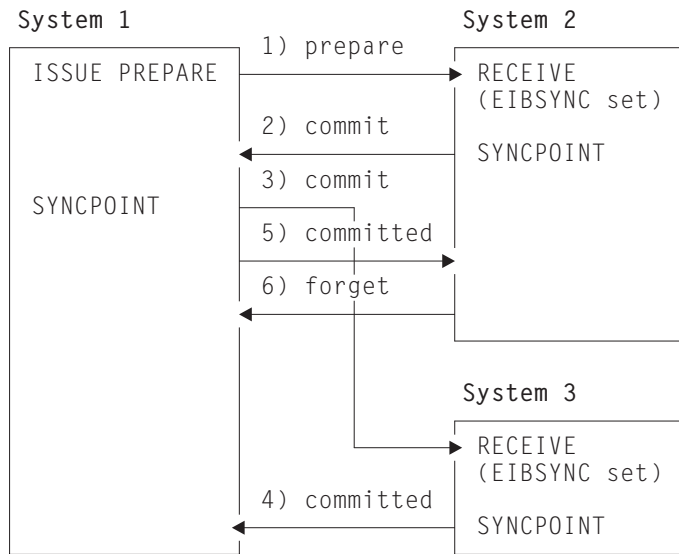 System 1
System 2
1) prepare
ISSUE PREPARE
RECEIVE
(EIBSYNC set)
2) commit
SYNCPOINT
3) commit
SYNCPOINT
5) committed
6) forget
System 3
RECEIVE
(EIBSYNC set)
4) committed
SYNCPOINT